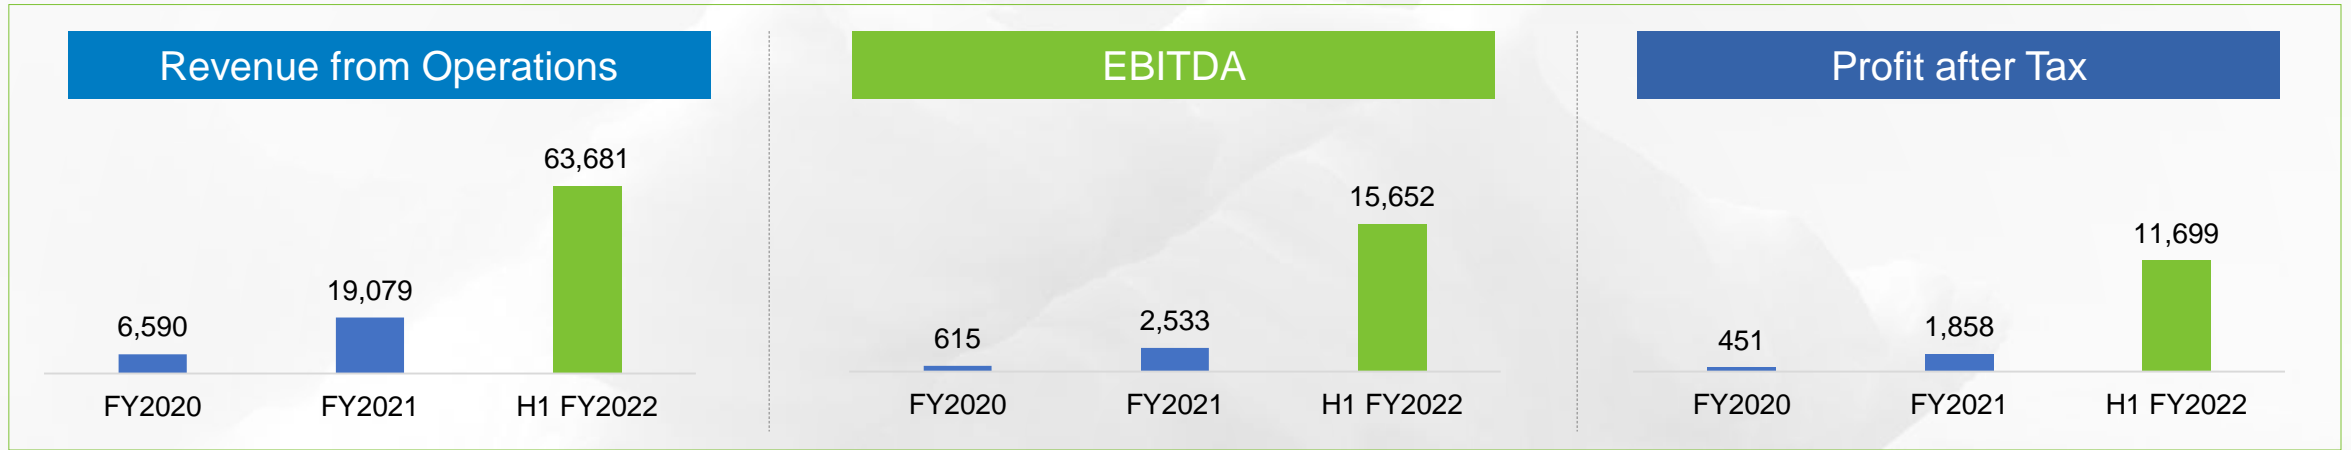 Revenue from Operations
63,681
19,079
6,590
FY2020 FY2021 H1 FY2022
EBITDA
15,652
2,533
615
FY2020 FY2021 H1 FY2022
Profit after Tax
11,699
1,858
451
FY2020 FY2021 H1 FY2022